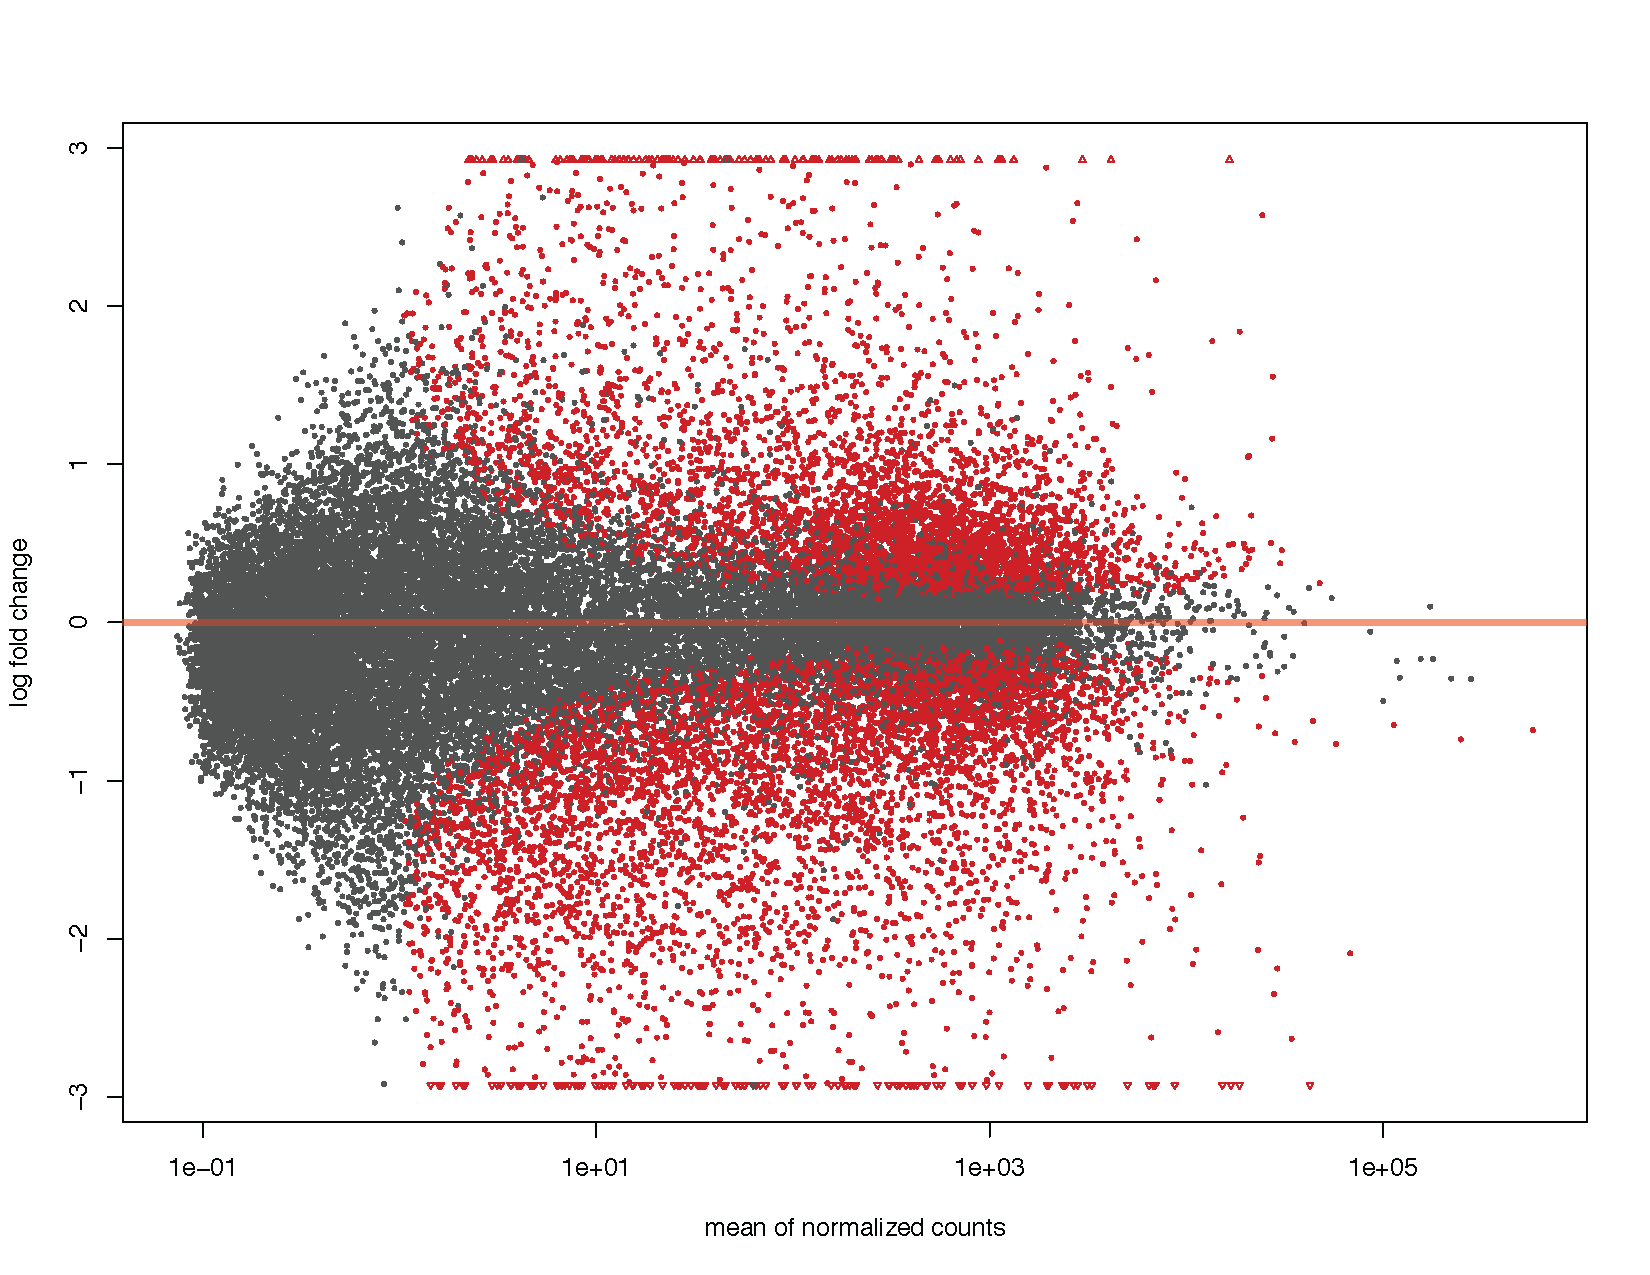 3
2
1
0
−1
−2
−3
log fold change
1e−01
1e+01
1e+03
1e+05
mean of normalized counts